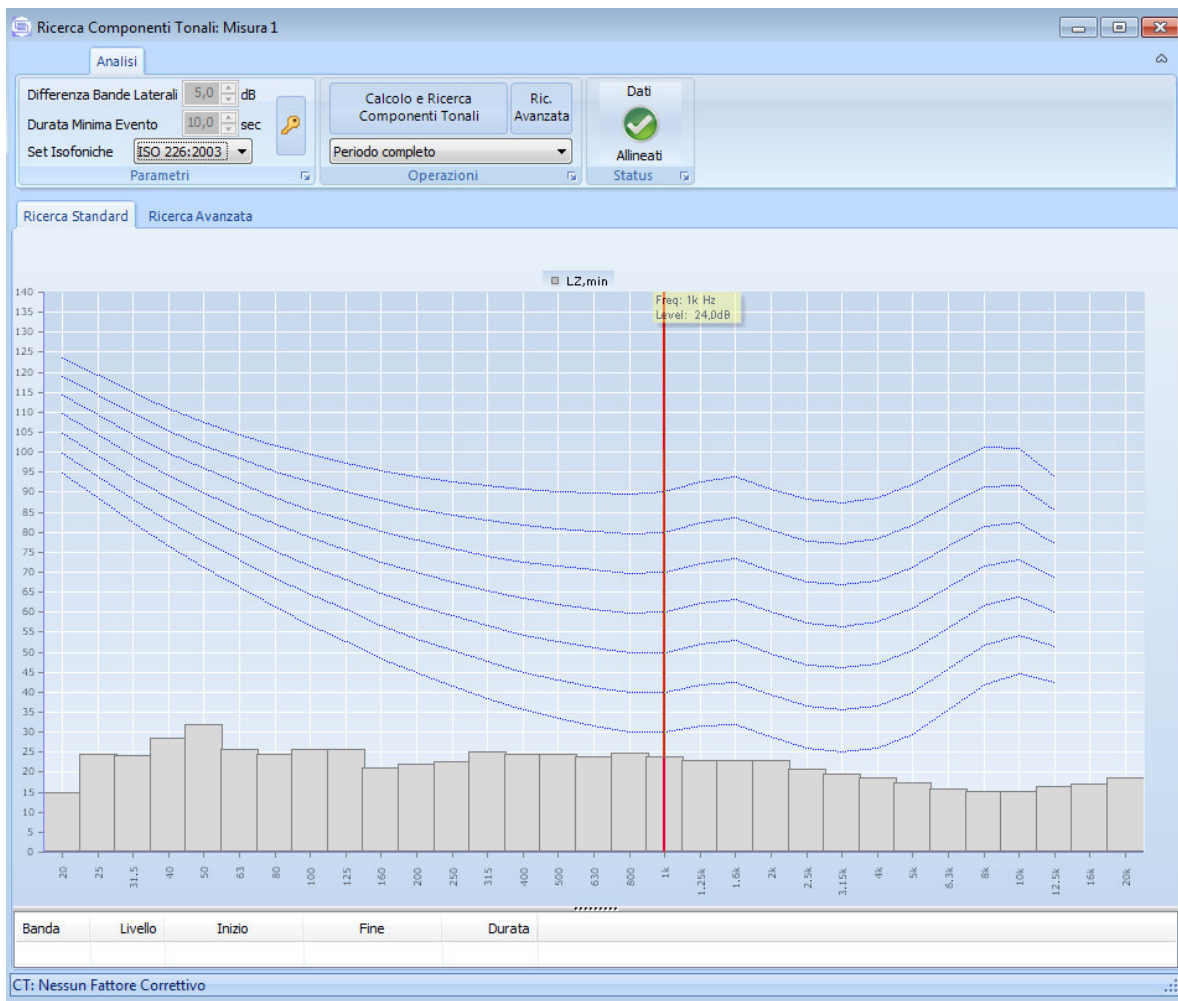 Ricerca Componenti Tonali: Misura 1
Analisi
Differenza Bande Laterali 5,0 dB
Durata Minima Evento 10,0 sec
Set Isofoniche ISO 226:2003
Parametri
Calcolo e Ricerca
Componenti Tonali
Ric.
Avanzata
Periodo completo
Operazioni
Dati
Allineati
Status
Ricerca Standard Ricerca Avanzata
LZ,min
Freq: 1k Hz
Level: 24,0dB
140
135
130
125
120
115
110
105
100
95
90
85
80
75
70
65
60
55
50
45
40
35
30
25
20
15
10
5
0
20 25 31.5 40 50 63 80 100 125 160 200 250 315 400 500 630 800 1k 1.25k 1.6k 2k 2.5k 3.15k 4k 5k 6.3k 8k 10k 12.5k 16k 20k
Banda Livello Inizio Fine Durata
CT: Nessun Fattore Correttivo